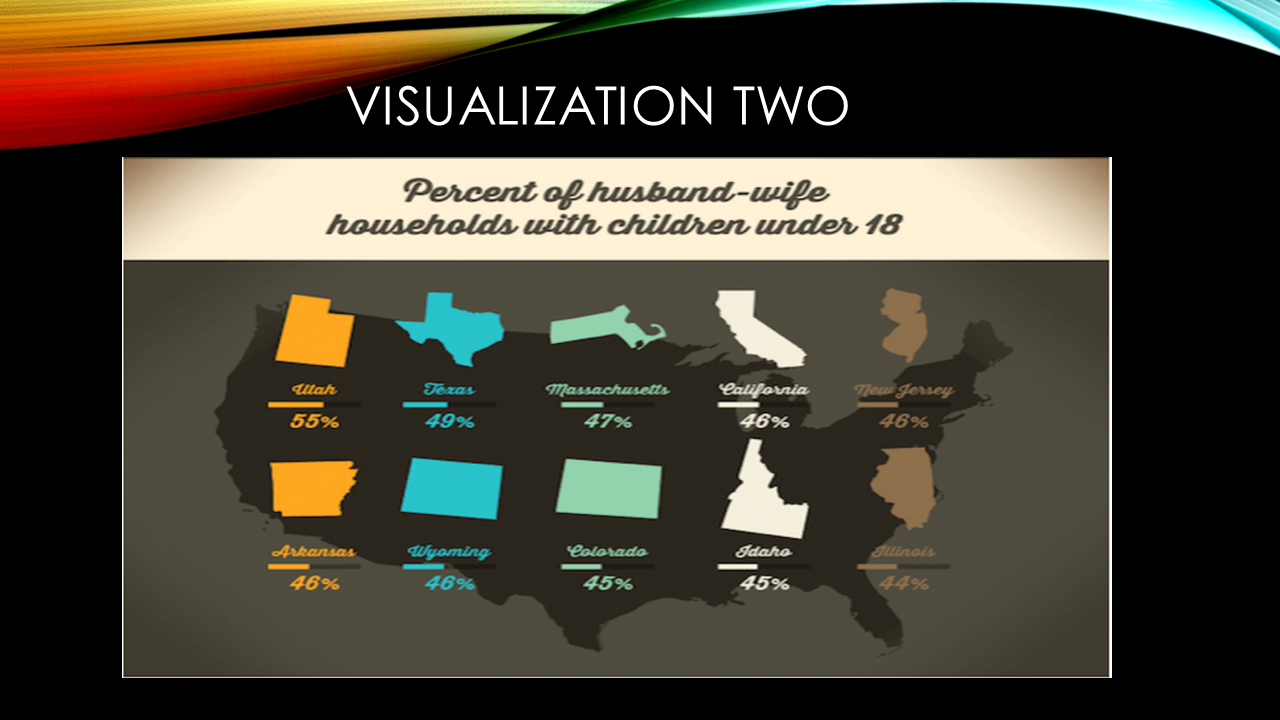 VISUALIZATION TWO
Percent of husband-wife
households with children under 18
Utah Texas Massachusetts California New Jersey
55% 49% 47% 46% 46%
Arkansas Wyoming Colorado Idaho Illinois
46% 46% 45% 45% 44%